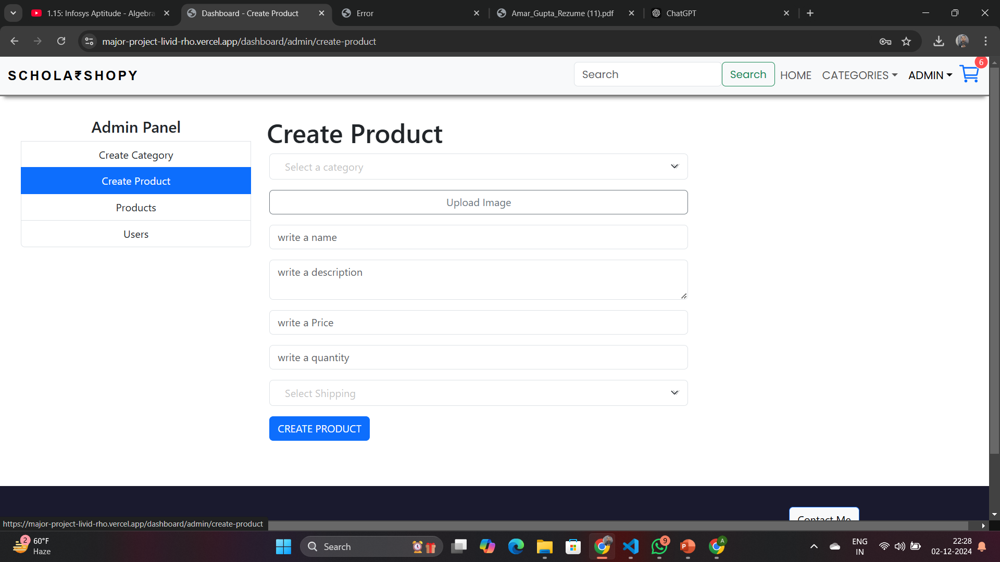 1.15: Infosys Aptitude - Algebra
Dashboard - Create Product
Error
Amar_Gupta_Rezume (11).pdf
ChatGPT
major-project-livid-rho.vercel.app/dashboard/admin/create-product
SCHOLA₹SHOPY
Search
Search
HOME
CATEGORIES
ADMIN
6
Admin Panel
Create Category
Create Product
Products
Users
Create Product
Select a category
Upload Image
write a name
write a description
write a Price
write a quantity
Select Shipping
CREATE PRODUCT
Contact Me
https://major-project-livid-rho.vercel.app/dashboard/admin/create-product
2
60°F
Haze
Search
9
P
A
ENG
IN
22:28
02-12-2024